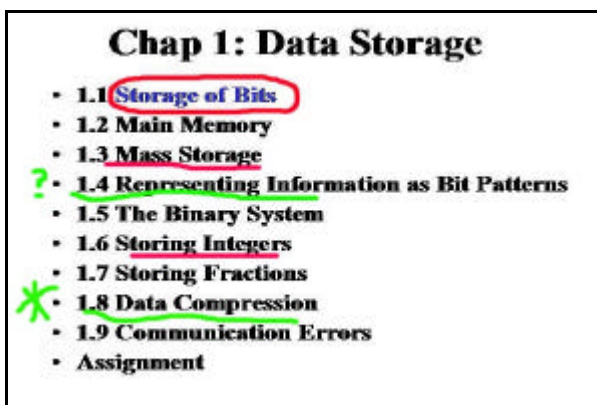 Chap 1: Data Storage
• 1.1 Storage of Bits
• 1.2 Main Memory
• 1.3 Mass Storage
? • 1.4 Representing Information as Bit Patterns
• 1.5 The Binary System
• 1.6 Storing Integers
• 1.7 Storing Fractions
* • 1.8 Data Compression
• 1.9 Communication Errors
• Assignment